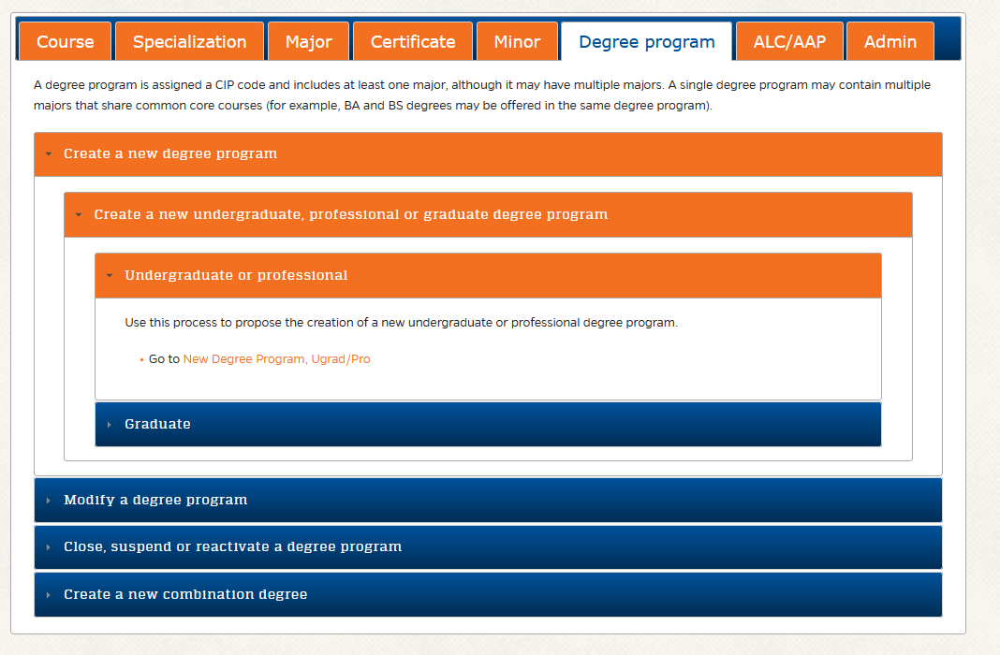 Course Specialization Major Certificate Minor Degree program ALC/AAP Admin
A degree program is assigned a CIP code and includes at least one major, although it may have multiple majors. A single degree program may contain multiple
majors that share common core courses (for example, BA and BS degrees may be offered in the same degree program).
Create a new degree program
Create a new undergraduate, professional or graduate degree program
Undergraduate or professional
Use this process to propose the creation of a new undergraduate or professional degree program.
• Go to New Degree Program, Ugrad/Pro
Graduate
Modify a degree program
Close, suspend or reactivate a degree program
Create a new combination degree